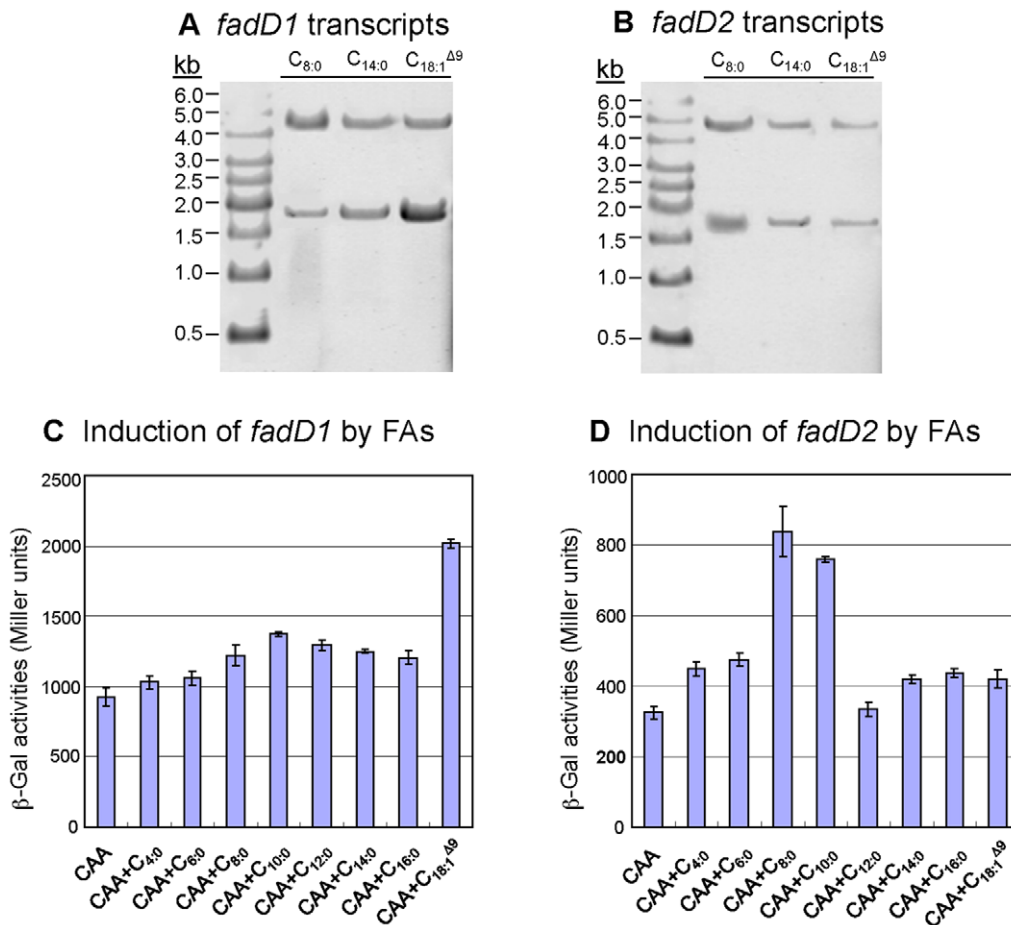 A fadD1 transcripts
kb
C8:0 C14:0 C18:1Δ9
6.0
5.0
4.0
3.0
2.5
2.0
1.5
1.0
0.5
B fadD2 transcripts
kb
C8:0 C14:0 C18:1Δ9
6.0
5.0
4.0
3.0
2.5
2.0
1.5
1.0
0.5
C Induction of fadD1 by FAs
β-Gal activities (Miller units)
2500
2000
1500
1000
500
0
CAA
CAA+C4:0
CAA+C6:0
CAA+C8:0
CAA+C10:0
CAA+C12:0
CAA+C14:0
CAA+C16:0
CAA+C18:1Δ9
D Induction of fadD2 by FAs
β-Gal activities (Miller units)
1000
800
600
400
200
0
CAA
CAA+C4:0
CAA+C6:0
CAA+C8:0
CAA+C10:0
CAA+C12:0
CAA+C14:0
CAA+C16:0
CAA+C18:1Δ9